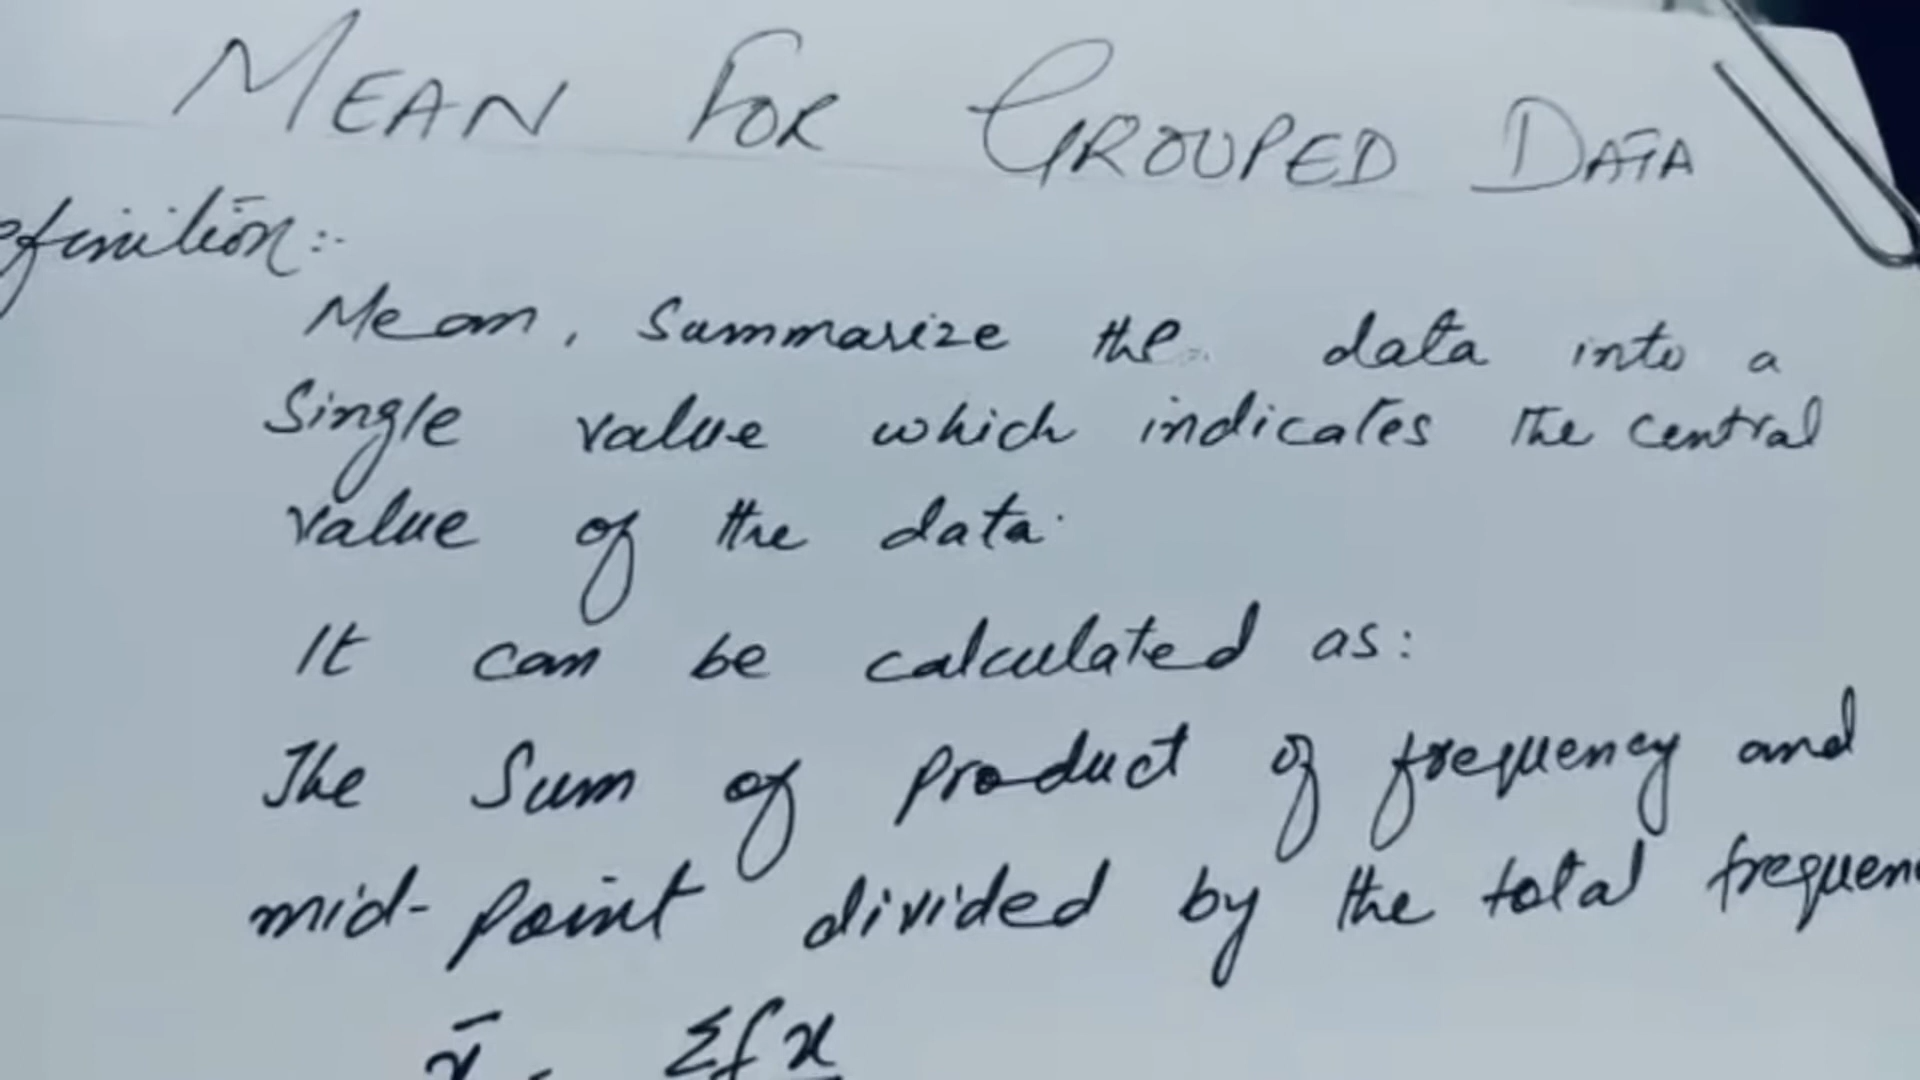 MEAN FOR GROUPED DATA
efinition:-
Mean, Summarize the data into a
Single value which indicates the central
value of the data.
It can be calculated as:
The Sum of product of frequency and
mid-point divided by the total frequen
x̄ = Σfx